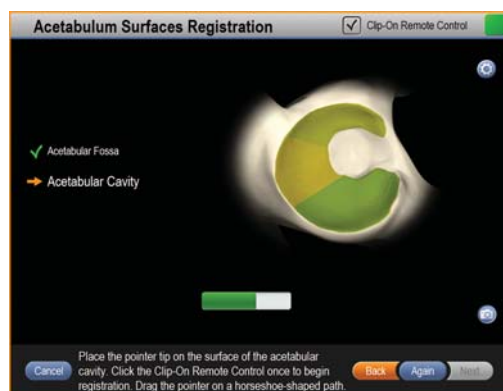 Acetabulum Surfaces Registration
Clip-On Remote Control
Acetabular Fossa
Acetabular Cavity
Place the pointer tip on the surface of the acetabular
cavity. Click the Clip-On Remote Control once to begin
registration. Drag the pointer on a horseshoe-shaped path.
Cancel
Back
Again
Next